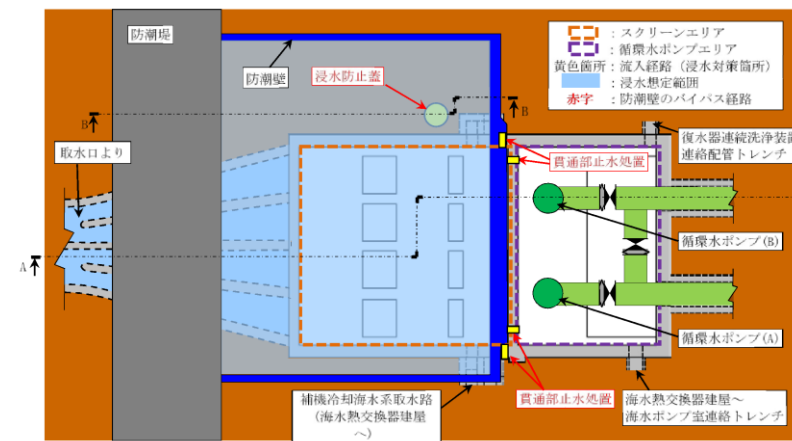 防潮堤
防潮壁
浸水防止蓋
：スクリーンエリア
：循環水ポンプエリア
黄色箇所：流入経路（浸水対策箇所）
：浸水想定範囲
赤字：防潮壁のバイパス経路
B
B
取水口より
貫通部止水処置
復水器連続洗浄装置
連絡配管トレンチ
循環水ポンプ(B)
A
循環水ポンプ(A)
補機冷却海水系取水路
（海水熱交換器建屋
へ）
貫通部止水処置
海水熱交換器建屋～
海水ポンプ室連絡トレンチ